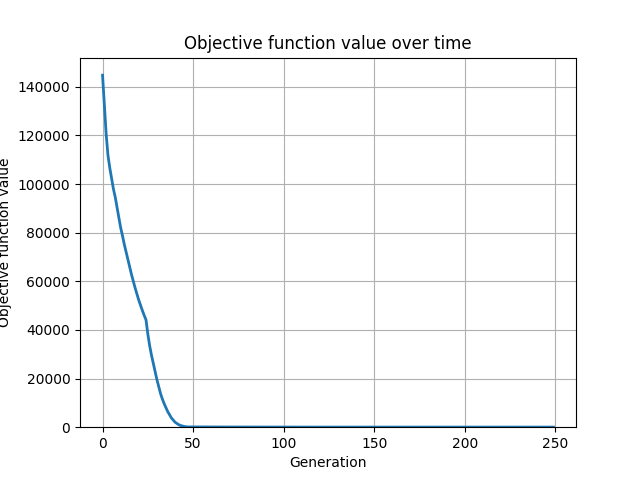 Objective function value over time
Objective function value
140000
120000
100000
80000
60000
40000
20000
0
0 50 100 150 200 250
Generation